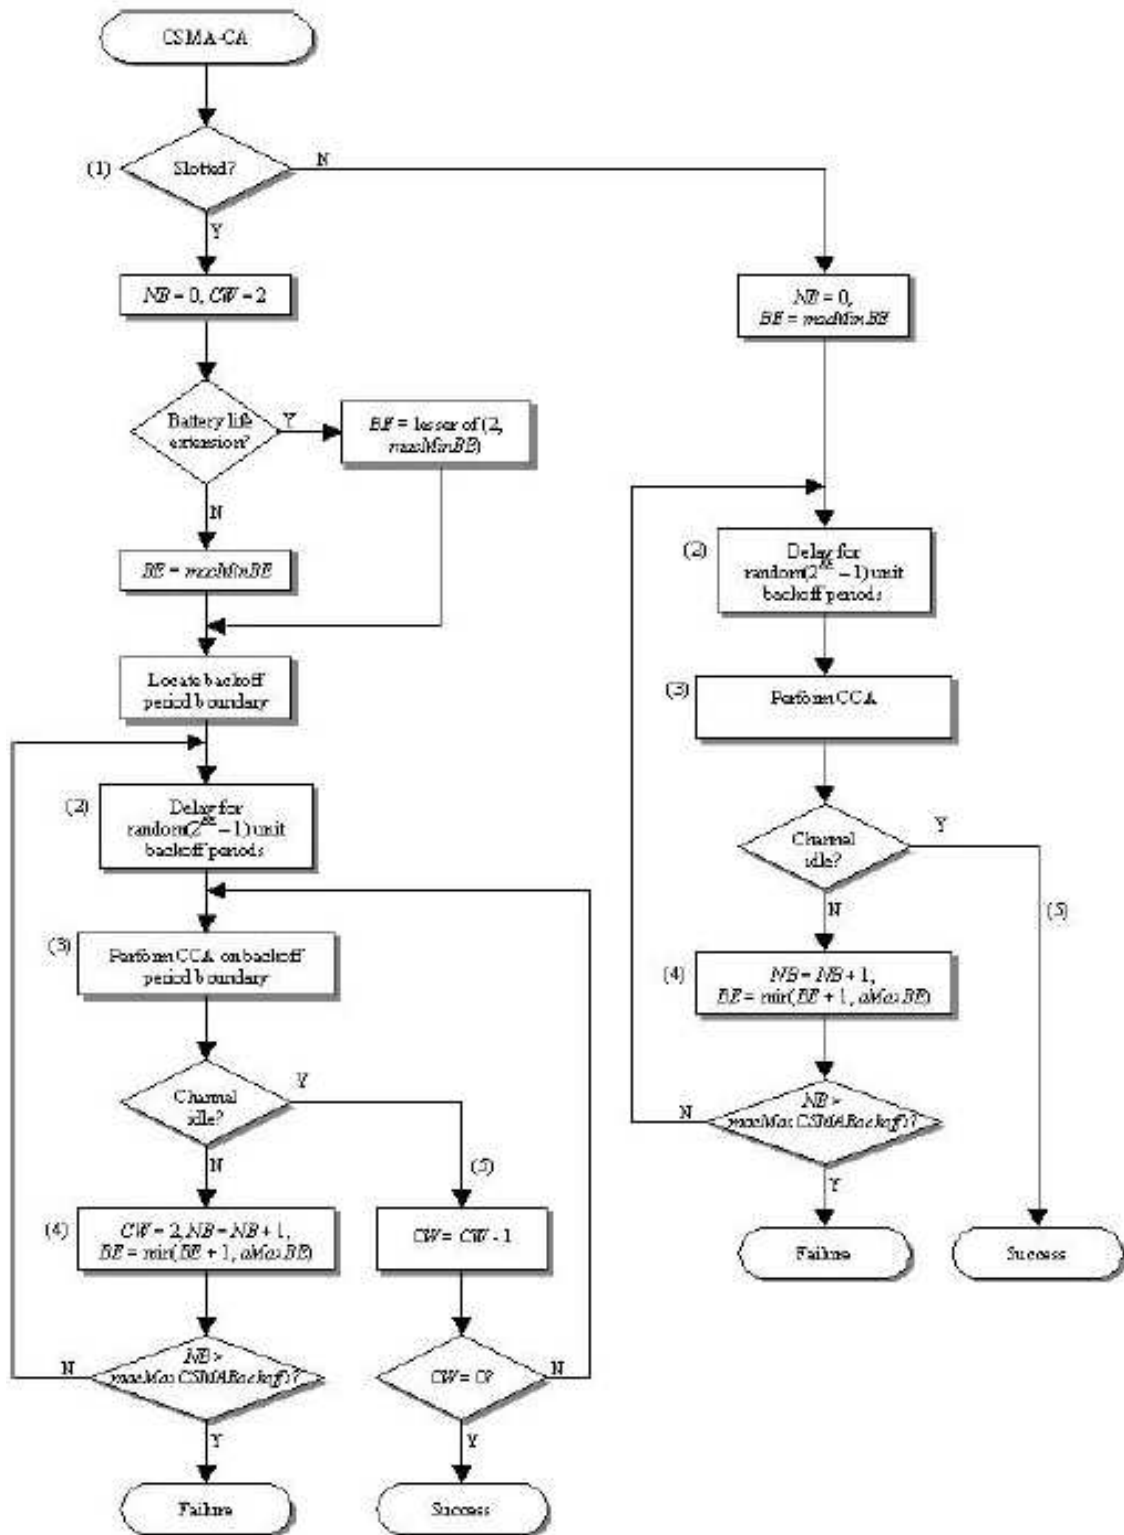 CSMA-CA
(1)
Slotted?
N
Y
NB = 0, CW = 2
NB = 0,
BE = macMinBE
Battery life
extension?
Y
BE = lesser of (2,
macMinBE)
N
BE = macMinBE
(2)
Delay for
random(2^BE - 1) unit
backoff periods
Locate backoff
period boundary
(3)
Perform CCA
(2)
Delay for
random(2^BE - 1) unit
backoff periods
Channel
idle?
Y
N
(5)
(3)
Perform CCA on backoff
period boundary
(4)
NB = NB + 1,
BE = min(BE + 1, aMaxBE)
Channel
idle?
Y
N
(5)
NB >
macMaxCSMABackoffs?
N
Y
(4)
CW = 2, NB = NB + 1,
BE = min(BE + 1, aMaxBE)
CW = CW - 1
Failure
Success
NB >
macMaxCSMABackoffs?
N
Y
CW = 0?
N
Y
Failure
Success